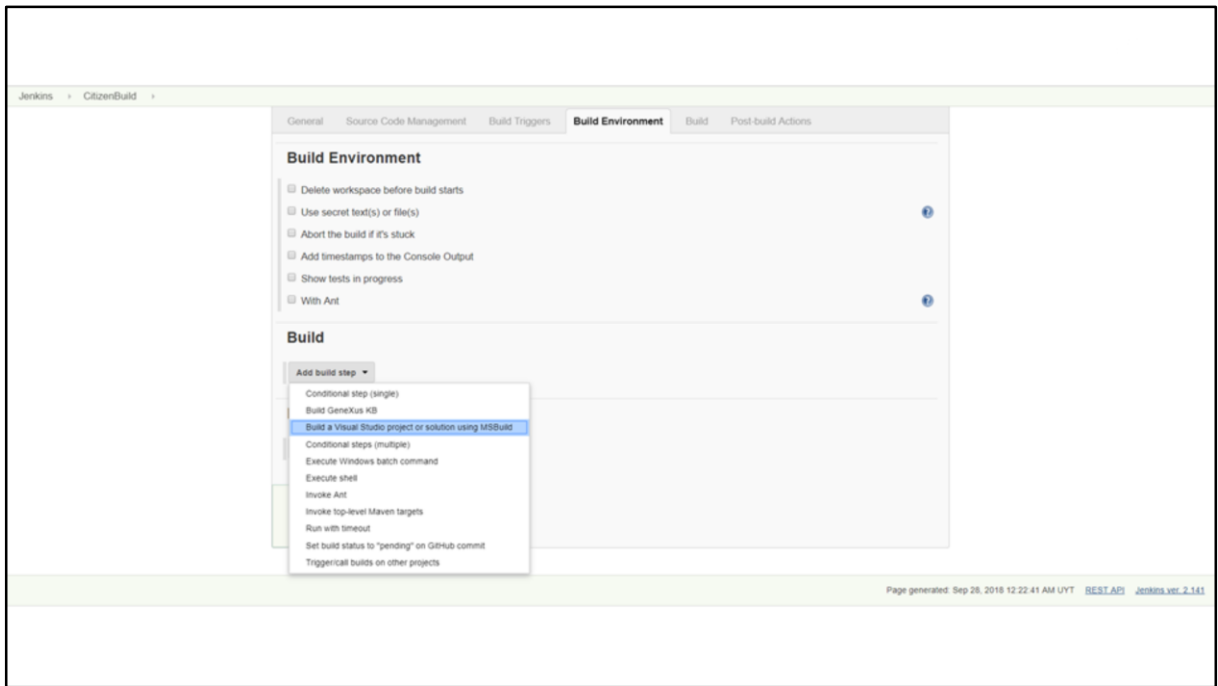 Jenkins › CitizenBuild ›
General Source Code Management Build Triggers Build Environment Build Post-build Actions
Build Environment
Delete workspace before build starts
Use secret text(s) or file(s)
Abort the build if it's stuck
Add timestamps to the Console Output
Show tests in progress
With Ant
Build
Add build step
Conditional step (single)
Build GeneXus KB
Build a Visual Studio project or solution using MSBuild
Conditional steps (multiple)
Execute Windows batch command
Execute shell
Invoke Ant
Invoke top-level Maven targets
Run with timeout
Set build status to "pending" on GitHub commit
Trigger/call builds on other projects
Page generated: Sep 28, 2018 12:22:41 AM UYT REST API Jenkins ver. 2.141